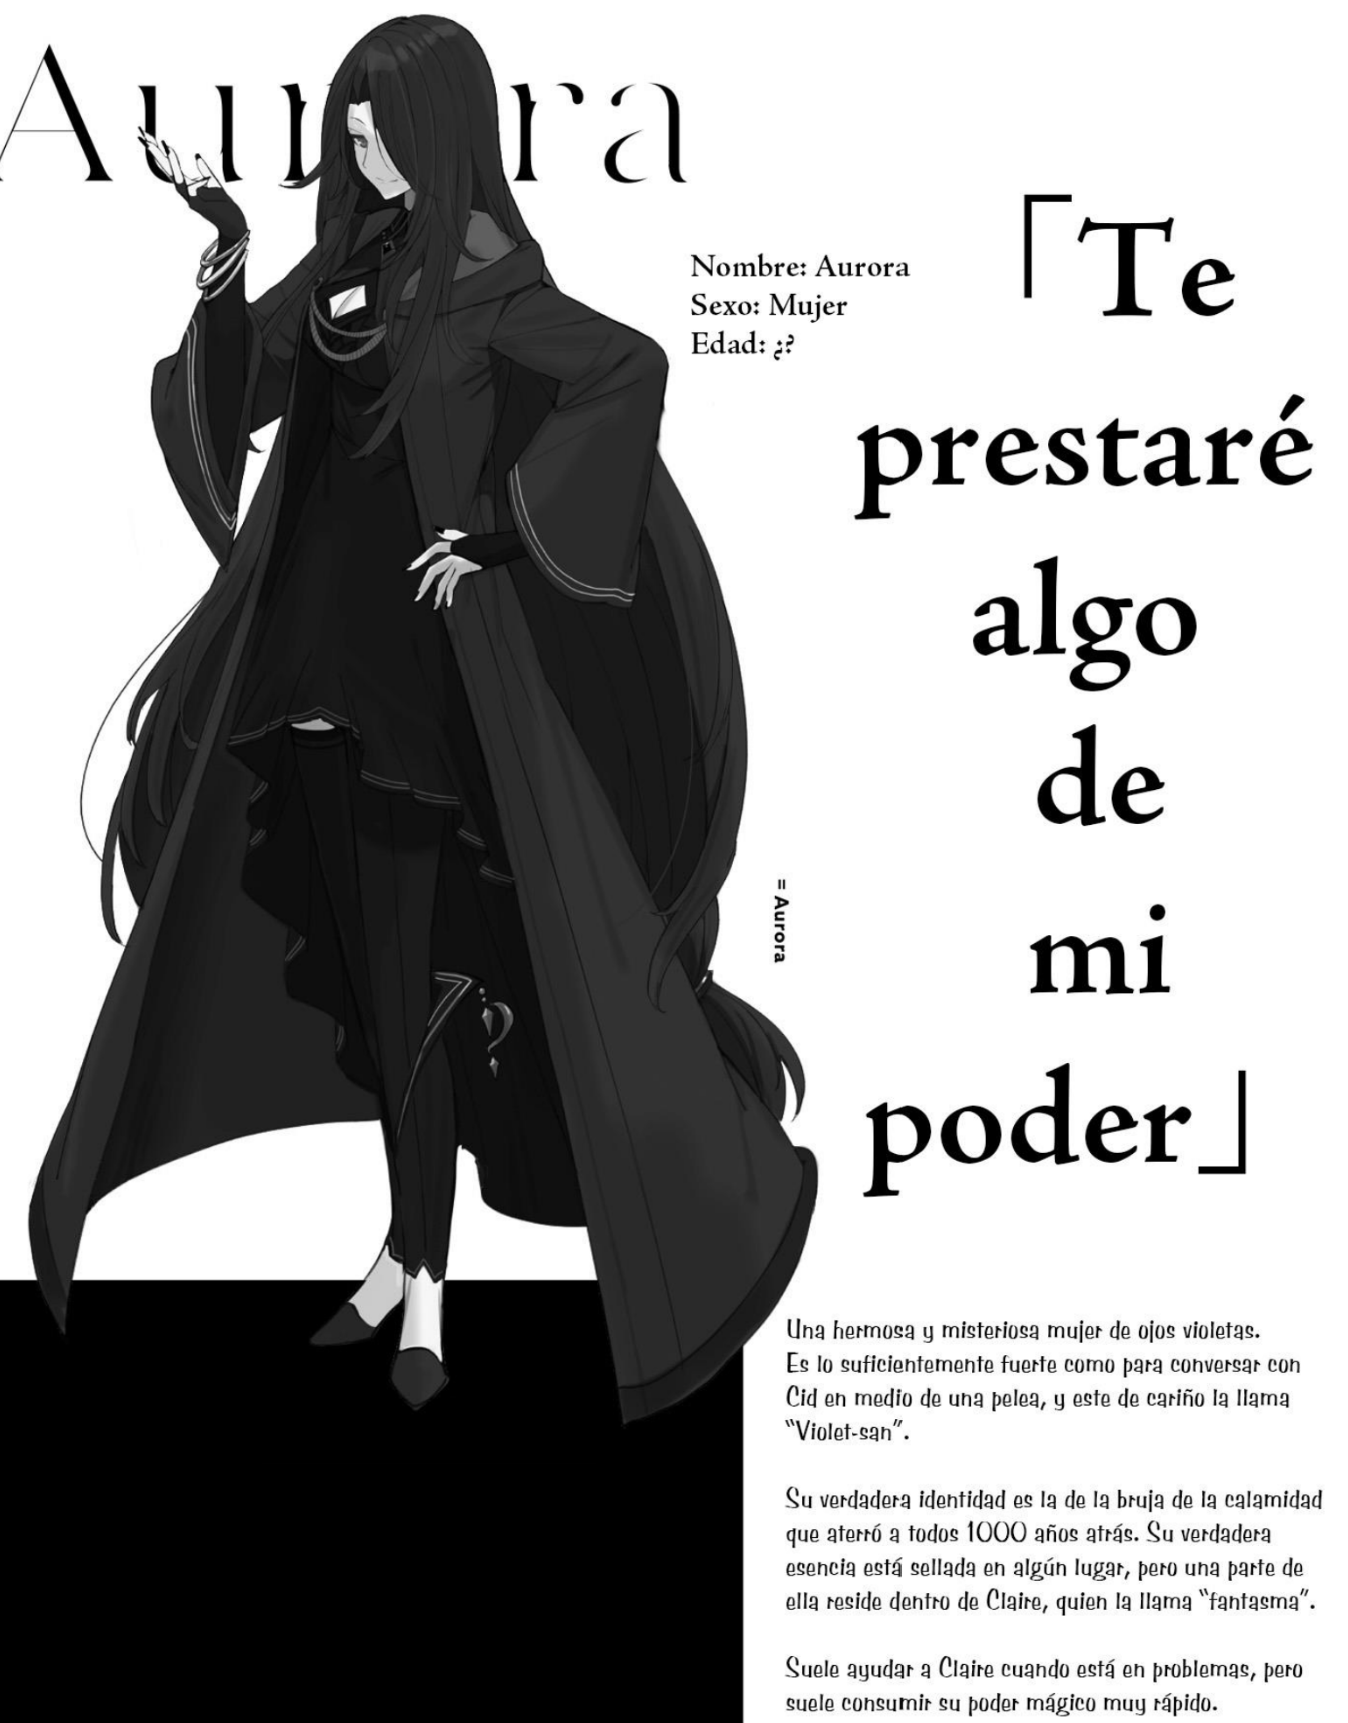 Aurora
Nombre: Aurora
Sexo: Mujer
Edad: ¿?
「Te
prestaré
algo
de
mi
poder」
= Aurora
Una hermosa y misteriosa mujer de ojos violetas.
Es lo suficientemente fuerte como para conversar con
Cid en medio de una pelea, y este de cariño la llama
“Violet-san”.
Su verdadera identidad es la de la bruja de la calamidad
que aterró a todos 1000 años atrás. Su verdadera
esencia está sellada en algún lugar, pero una parte de
ella reside dentro de Claire, quien la llama “fantasma”.
Suele ayudar a Claire cuando está en problemas, pero
suele consumir su poder mágico muy rápido.